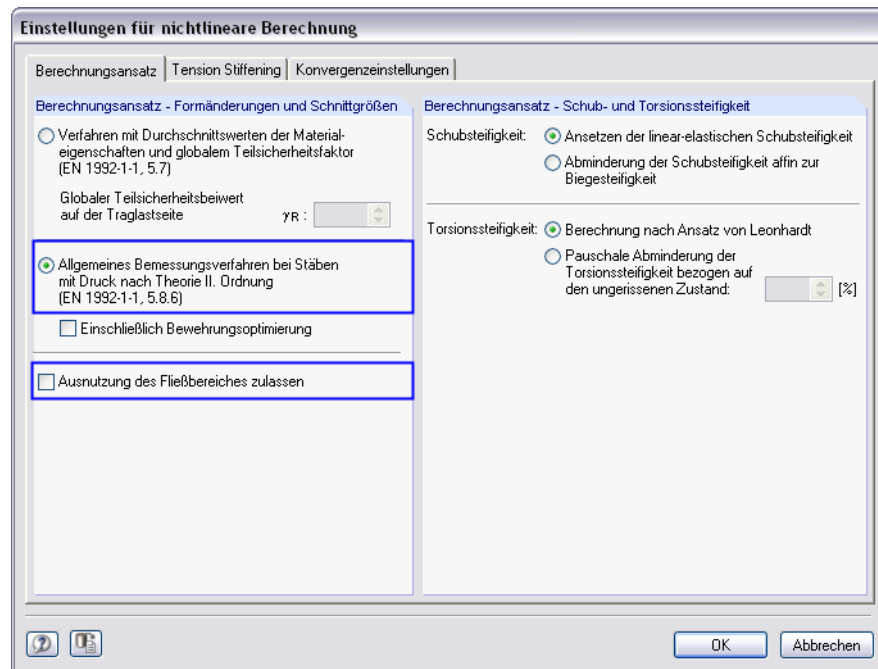 Einstellungen für nichtlineare Berechnung
Berechnungsansatz
Tension Stiffening
Konvergenzeinstellungen
Berechnungsansatz - Formänderungen und Schnittgrößen
Verfahren mit Durchschnittswerten der Material-
eigenschaften und globalem Teilsicherheitsfaktor
(EN 1992-1-1, 5.7)
Globaler Teilsicherheitsbeiwert
auf der Traglastseite γR :
Allgemeines Bemessungsverfahren bei Stäben
mit Druck nach Theorie II. Ordnung
(EN 1992-1-1, 5.8.6)
Einschließlich Bewehrungsoptimierung
Ausnutzung des Fließbereiches zulassen
Berechnungsansatz - Schub- und Torsionssteifigkeit
Schubsteifigkeit: Ansetzen der linear-elastischen Schubsteifigkeit
Abminderung der Schubsteifigkeit affin zur
Biegesteifigkeit
Torsionssteifigkeit: Berechnung nach Ansatz von Leonhardt
Pauschale Abminderung der
Torsionssteifigkeit bezogen auf
den ungerissenen Zustand: [%]
OK
Abbrechen